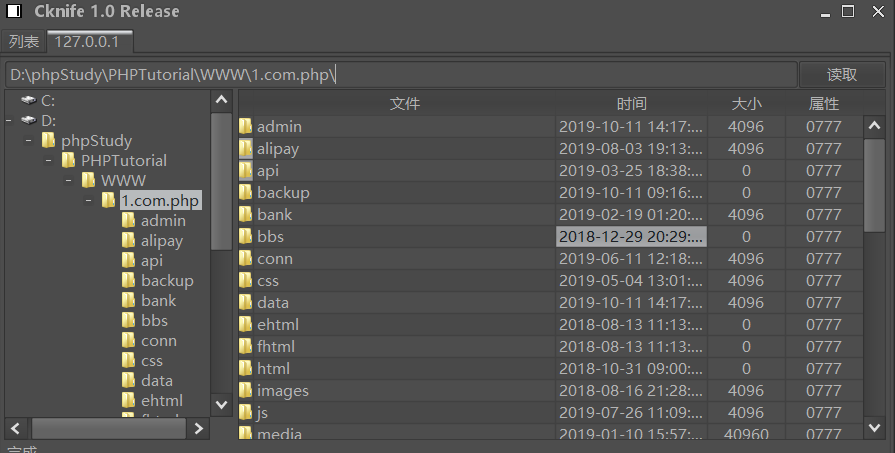 Cknife 1.0 Release
列表 127.0.0.1
D:\phpStudy\PHPTutorial\WWW\1.com.php\ 读取
C:
D:
phpStudy
PHPTutorial
WWW
1.com.php
admin
alipay
api
backup
bank
bbs
conn
css
data
ehtml
文件 时间 大小 属性
admin 2019-10-11 14:17:... 4096 0777
alipay 2019-08-03 19:13:... 4096 0777
api 2019-03-25 18:38:... 0 0777
backup 2019-10-11 09:16:... 0 0777
bank 2019-02-19 01:20:... 4096 0777
bbs 2018-12-29 20:29:... 0 0777
conn 2019-06-11 12:18:... 4096 0777
css 2019-05-04 13:01:... 4096 0777
data 2019-10-11 14:17:... 4096 0777
ehtml 2018-08-13 11:13:... 0 0777
fhtml 2018-08-13 11:13:... 0 0777
html 2018-10-31 09:00:... 0 0777
images 2018-08-16 21:28:... 4096 0777
js 2019-07-26 11:09:... 4096 0777
media 2019-01-10 15:57:... 40960 0777